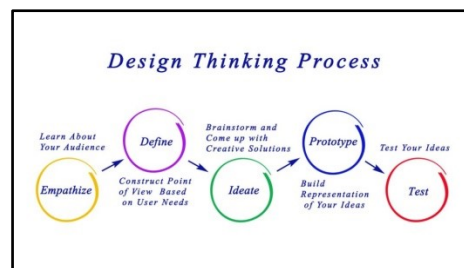 Design Thinking Process
Learn About
Your Audience
Empathize
Define
Construct Point
of View Based
on User Needs
Brainstorm and
Come up with
Creative Solutions
Ideate
Prototype
Build
Representation
of Your Ideas
Test Your Ideas
Test